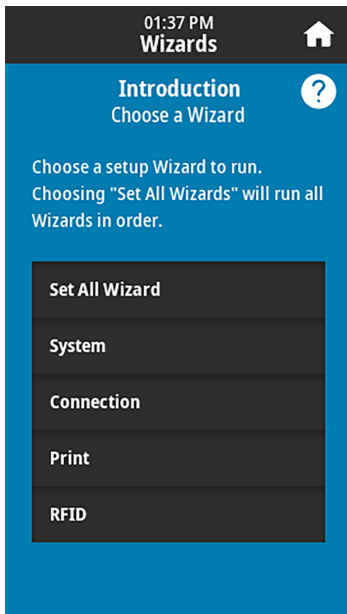 01:37 PM
Wizards
Introduction
?
Choose a Wizard
Choose a setup Wizard to run.
Choosing "Set All Wizards" will run all
Wizards in order.
Set All Wizard
System
Connection
Print
RFID